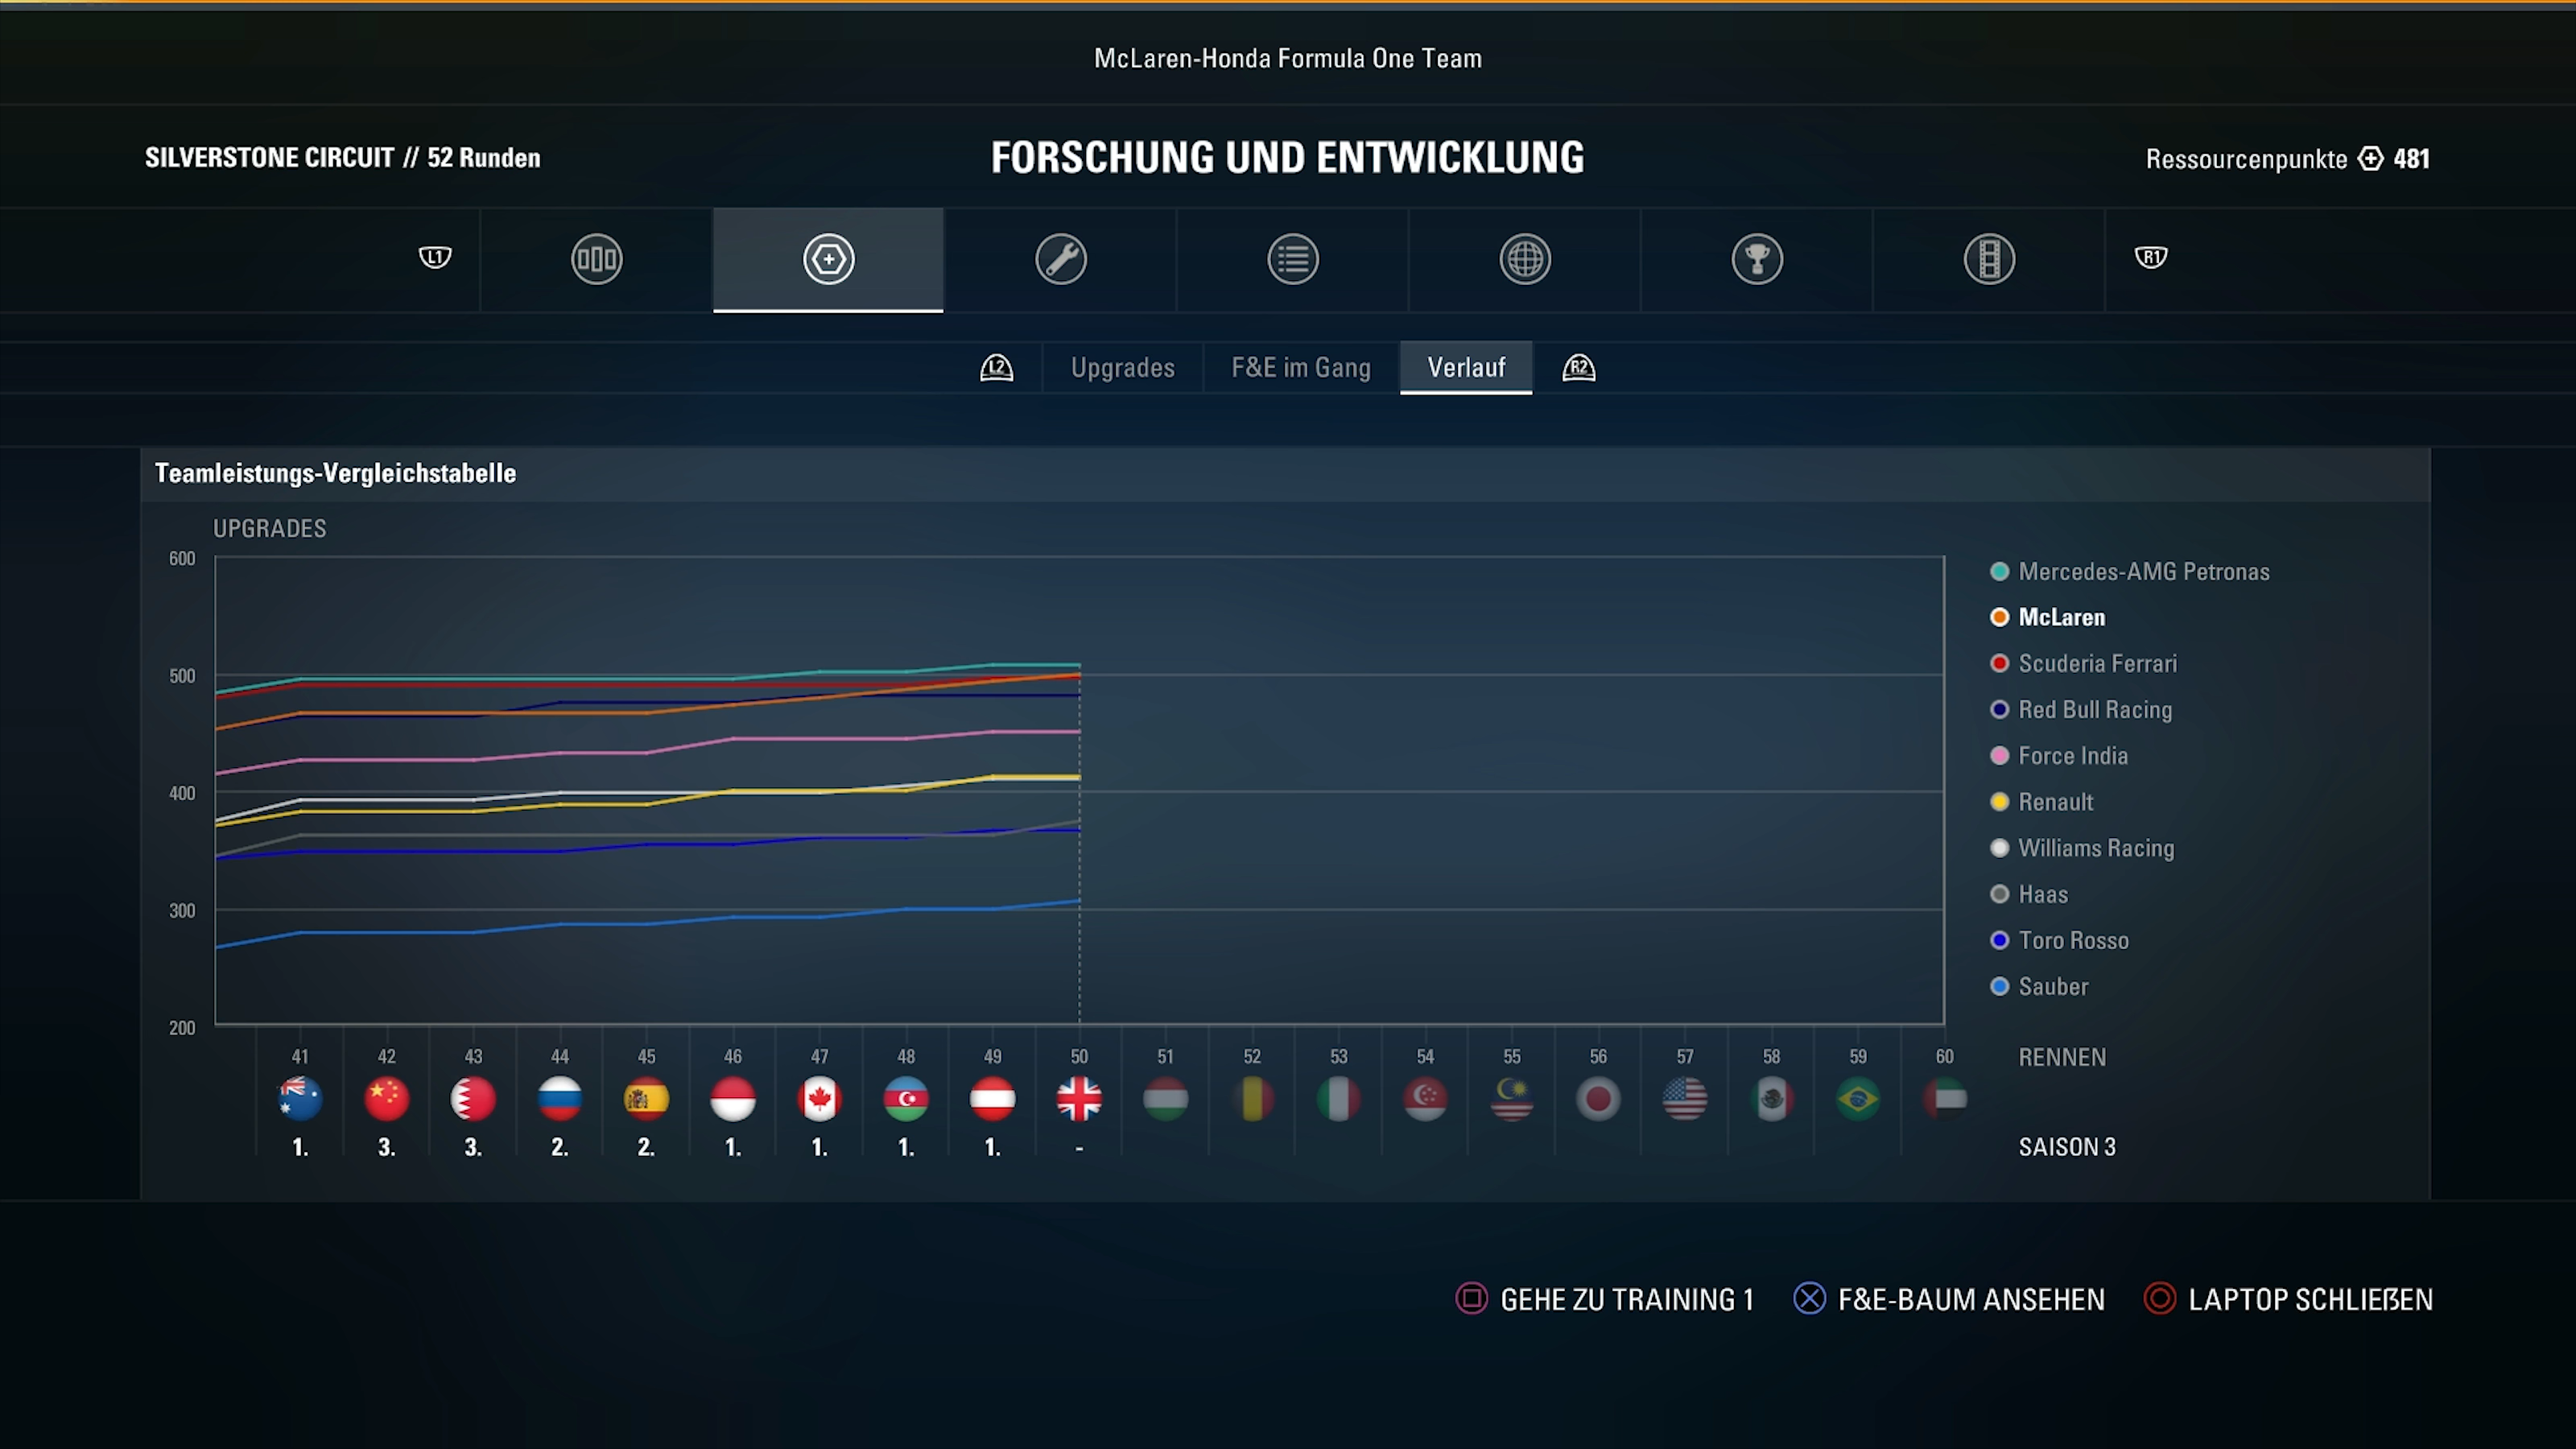 McLaren-Honda Formula One Team
SILVERSTONE CIRCUIT // 52 Runden
FORSCHUNG UND ENTWICKLUNG
Ressourcenpunkte 481
L1
R1
L2 Upgrades F&E im Gang Verlauf R2
Teamleistungs-Vergleichstabelle
UPGRADES
600
500
400
300
200
Mercedes-AMG Petronas
McLaren
Scuderia Ferrari
Red Bull Racing
Force India
Renault
Williams Racing
Haas
Toro Rosso
Sauber
41 42 43 44 45 46 47 48 49 50 51 52 53 54 55 56 57 58 59 60 RENNEN
1. 3. 3. 2. 2. 1. 1. 1. 1. - SAISON 3
GEHE ZU TRAINING 1 F&E-BAUM ANSEHEN LAPTOP SCHLIEẞEN